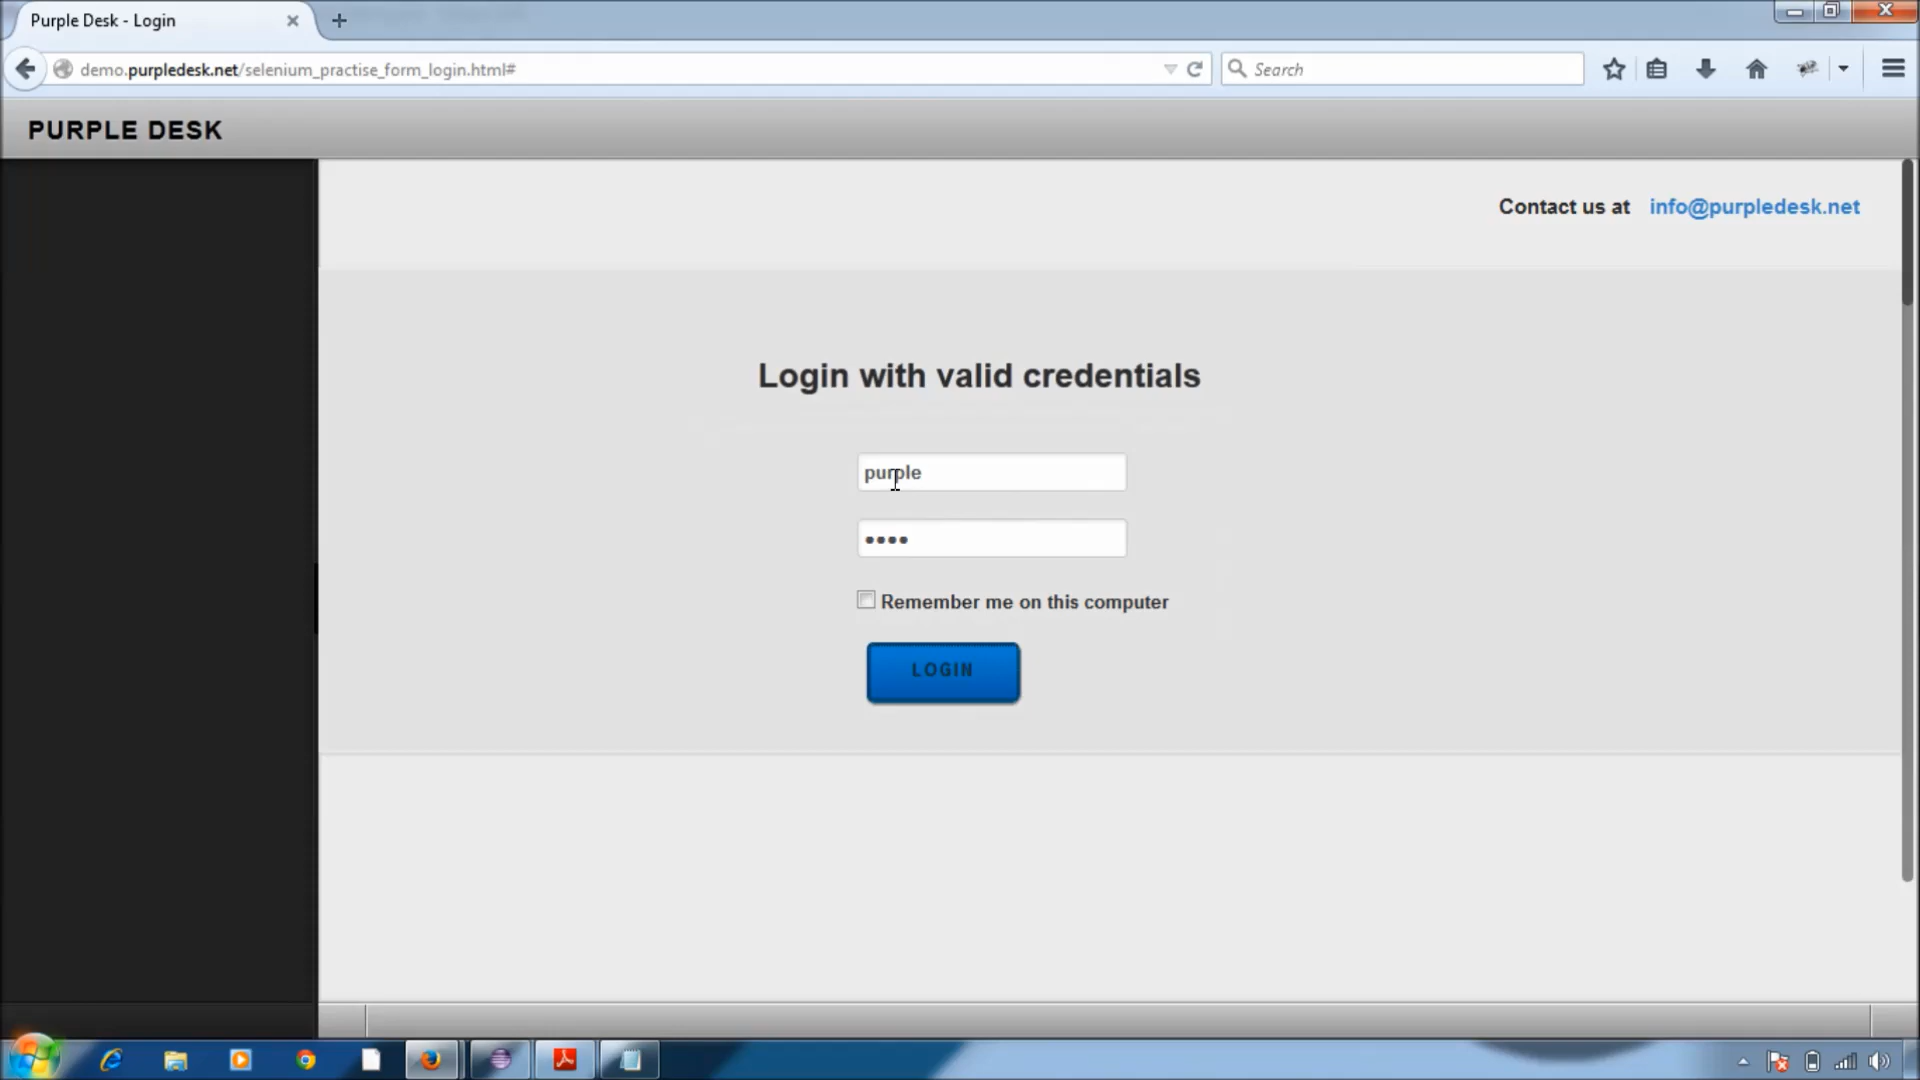 Purple Desk - Login
demo.purpledesk.net/selenium_practise_form_login.html#
Search
PURPLE DESK
Contact us at info@purpledesk.net
Login with valid credentials
purple
••••
Remember me on this computer
LOGIN